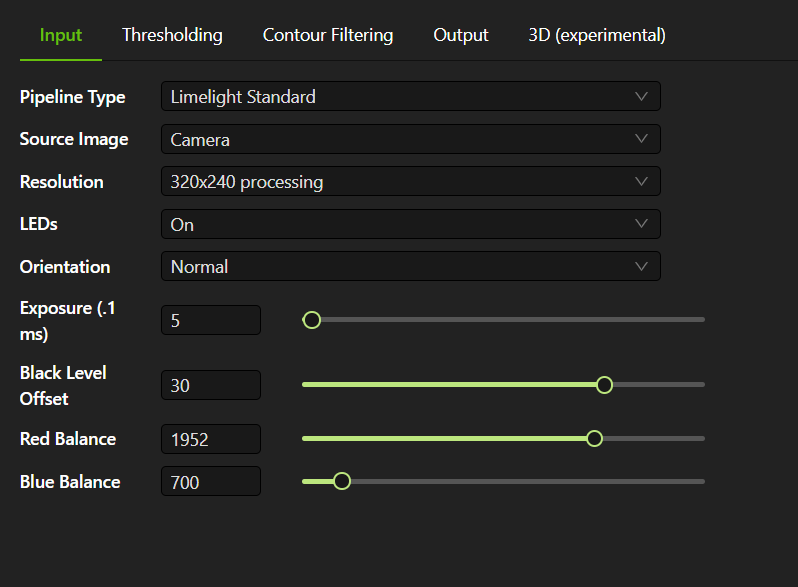 Input Thresholding Contour Filtering Output 3D (experimental)
Pipeline Type Limelight Standard
Source Image Camera
Resolution 320x240 processing
LEDs On
Orientation Normal
Exposure (.1
ms) 5
Black Level
Offset 30
Red Balance 1952
Blue Balance 700